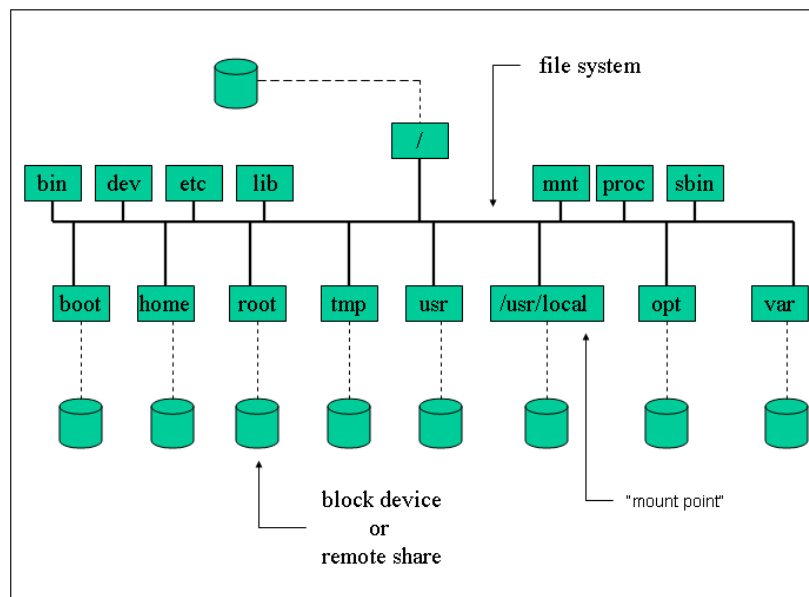 file system
/
bin
dev
etc
lib
mnt
proc
sbin
boot
home
root
tmp
usr
/usr/local
opt
var
block device
or
remote share
"mount point"